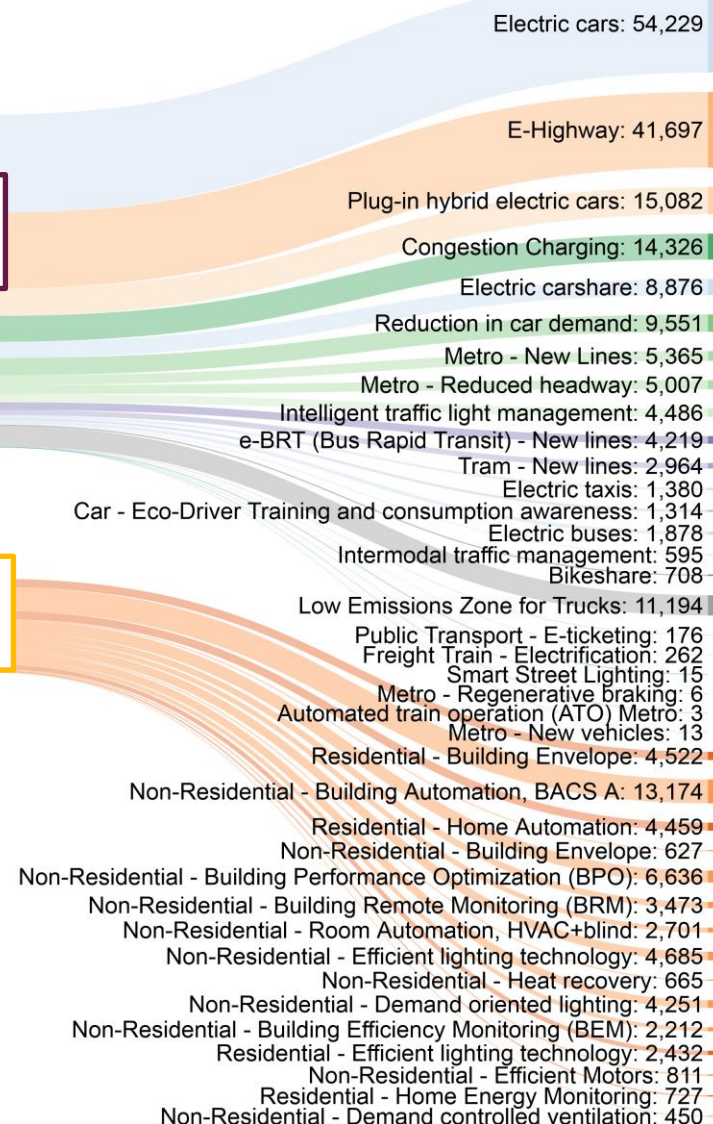 Electric cars: 54,229
E-Highway: 41,697
Plug-in hybrid electric cars: 15,082
Congestion Charging: 14,326
Electric carshare: 8,876
Reduction in car demand: 9,551
Metro - New Lines: 5,365
Metro - Reduced headway: 5,007
Intelligent traffic light management: 4,486
e-BRT (Bus Rapid Transit) - New lines: 4,219
Tram - New lines: 2,964
Electric taxis: 1,380
Car - Eco-Driver Training and consumption awareness: 1,314
Electric buses: 1,878
Intermodal traffic management: 595
Bikeshare: 708
Low Emissions Zone for Trucks: 11,194
Public Transport - E-ticketing: 176
Freight Train - Electrification: 262
Smart Street Lighting: 15
Metro - Regenerative braking: 6
Automated train operation (ATO) Metro: 3
Metro - New vehicles: 13
Residential - Building Envelope: 4,522
Non-Residential - Building Automation, BACS A: 13,174
Residential - Home Automation: 4,459
Non-Residential - Building Envelope: 627
Non-Residential - Building Performance Optimization (BPO): 6,636
Non-Residential - Building Remote Monitoring (BRM): 3,473
Non-Residential - Room Automation, HVAC+blind: 2,701
Non-Residential - Efficient lighting technology: 4,685
Non-Residential - Heat recovery: 665
Non-Residential - Demand oriented lighting: 4,251
Non-Residential - Building Efficiency Monitoring (BEM): 2,212
Residential - Efficient lighting technology: 2,432
Non-Residential - Efficient Motors: 811
Residential - Home Energy Monitoring: 727
Non-Residential - Demand controlled ventilation: 450